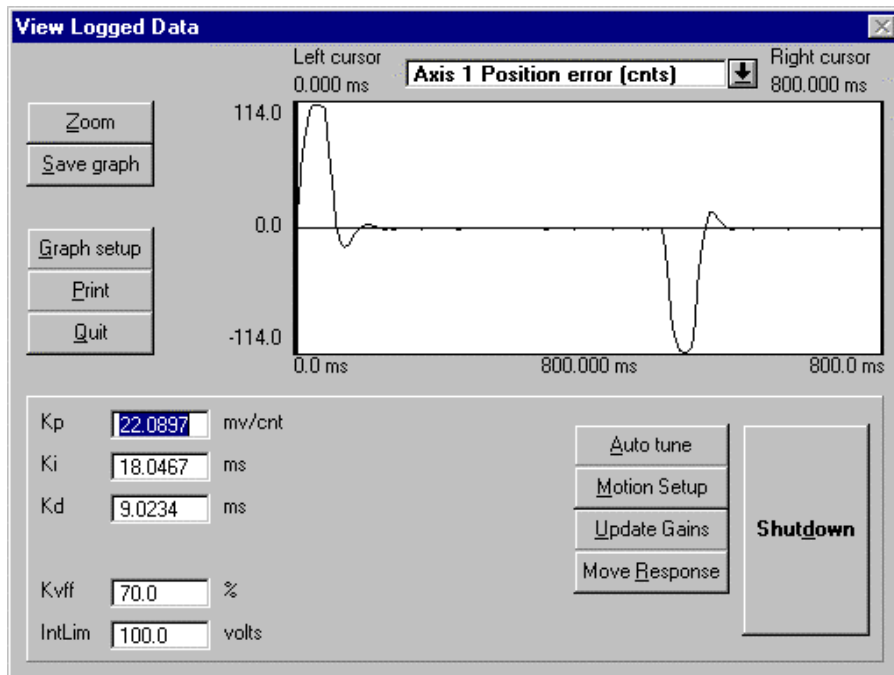 View Logged Data
Left cursor
0.000 ms
Axis 1 Position error (cnts)
Right cursor
800.000 ms
Zoom
Save graph
Graph setup
Print
Quit
114.0
0.0
-114.0
0.0 ms
800.000 ms
800.0 ms
Kp 22.0897 mv/cnt
Ki 18.0467 ms
Kd 9.0234 ms
Kvff 70.0 %
IntLim 100.0 volts
Auto tune
Motion Setup
Update Gains
Move Response
Shutdown